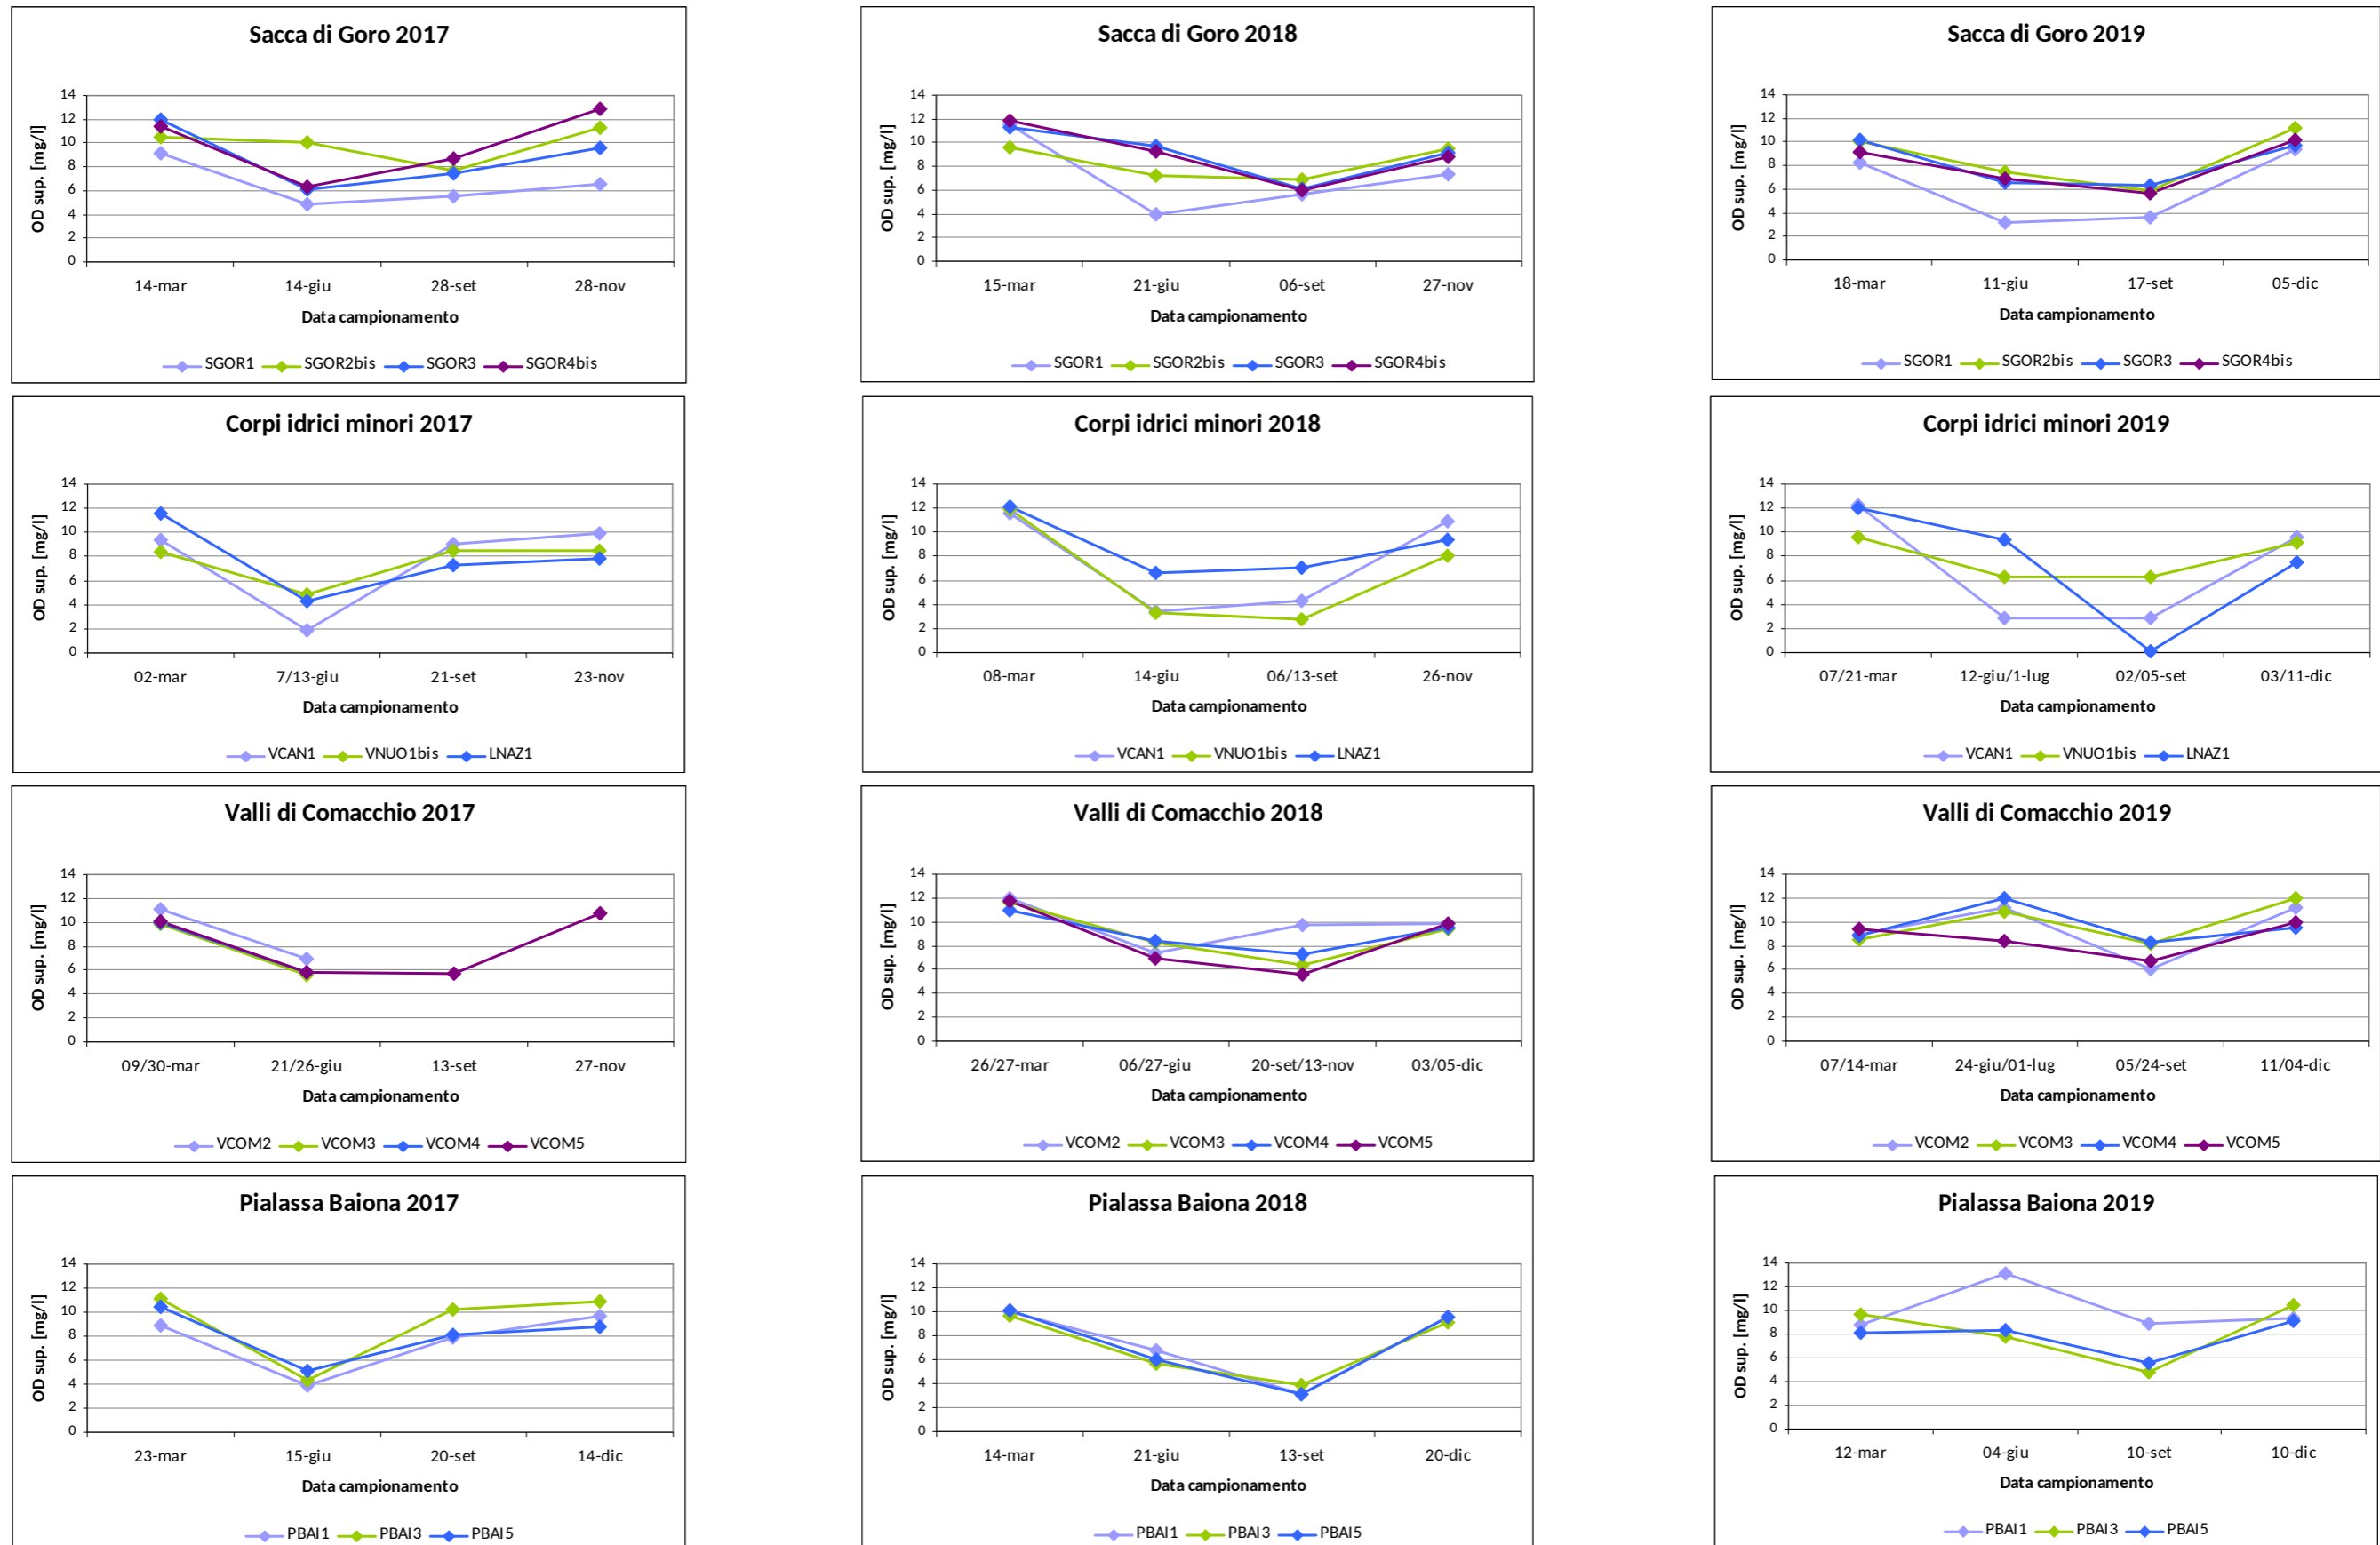 Sacca di Goro 2017
OD sup. [mg/l]
14
12
10
8
6
4
2
0
14-mar 14-giu 28-set 28-nov
Data campionamento
SGOR1 SGOR2bis SGOR3 SGOR4bis
Sacca di Goro 2018
OD sup. [mg/l]
14
12
10
8
6
4
2
0
15-mar 21-giu 06-set 27-nov
Data campionamento
SGOR1 SGOR2bis SGOR3 SGOR4bis
Sacca di Goro 2019
OD sup. [mg/l]
14
12
10
8
6
4
2
0
18-mar 11-giu 17-set 05-dic
Data campionamento
SGOR1 SGOR2bis SGOR3 SGOR4bis
Corpi idrici minori 2017
OD sup. [mg/l]
14
12
10
8
6
4
2
0
02-mar 7/13-giu 21-set 23-nov
Data campionamento
VCAN1 VNUO1bis LNAZ1
Corpi idrici minori 2018
OD sup. [mg/l]
14
12
10
8
6
4
2
0
08-mar 14-giu 06/13-set 26-nov
Data campionamento
VCAN1 VNUO1bis LNAZ1
Corpi idrici minori 2019
OD sup. [mg/l]
14
12
10
8
6
4
2
0
07/21-mar 12-giu/1-lug 02/05-set 03/11-dic
Data campionamento
VCAN1 VNUO1bis LNAZ1
Valli di Comacchio 2017
OD sup. [mg/l]
14
12
10
8
6
4
2
0
09/30-mar 21/26-giu 13-set 27-nov
Data campionamento
VCOM2 VCOM3 VCOM4 VCOM5
Valli di Comacchio 2018
OD sup. [mg/l]
14
12
10
8
6
4
2
0
26/27-mar 06/27-giu 20-set/13-nov 03/05-dic
Data campionamento
VCOM2 VCOM3 VCOM4 VCOM5
Valli di Comacchio 2019
OD sup. [mg/l]
14
12
10
8
6
4
2
0
07/14-mar 24-giu/01-lug 05/24-set 11/04-dic
Data campionamento
VCOM2 VCOM3 VCOM4 VCOM5
Pialassa Baiona 2017
OD sup. [mg/l]
14
12
10
8
6
4
2
0
23-mar 15-giu 20-set 14-dic
Data campionamento
PBAI1 PBAI3 PBAI5
Pialassa Baiona 2018
OD sup. [mg/l]
14
12
10
8
6
4
2
0
14-mar 21-giu 13-set 20-dic
Data campionamento
PBAI1 PBAI3 PBAI5
Pialassa Baiona 2019
OD sup. [mg/l]
14
12
10
8
6
4
2
0
12-mar 04-giu 10-set 10-dic
Data campionamento
PBAI1 PBAI3 PBAI5